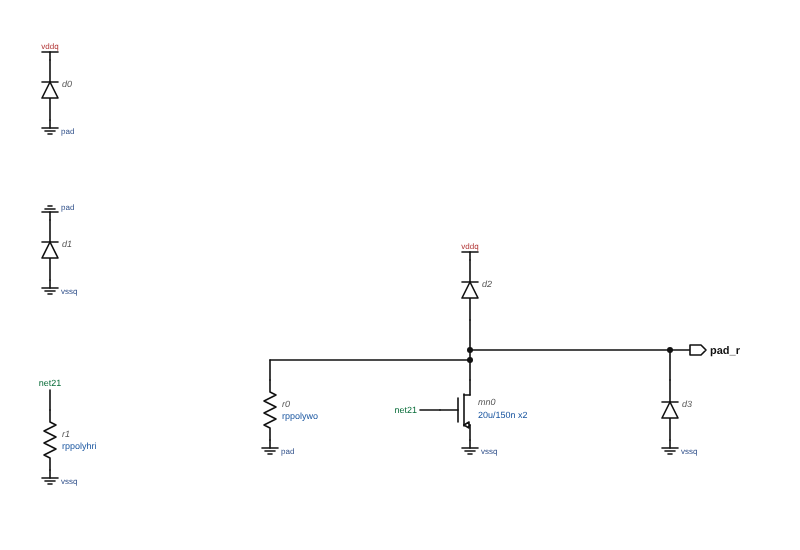 vddq
d0
pad
pad
d1
vssq
vddq
d2
pad_r
net21
r1
rppolyhri
vssq
r0
rppolywo
pad
net21
mn0
20u/150n x2
vssq
d3
vssq